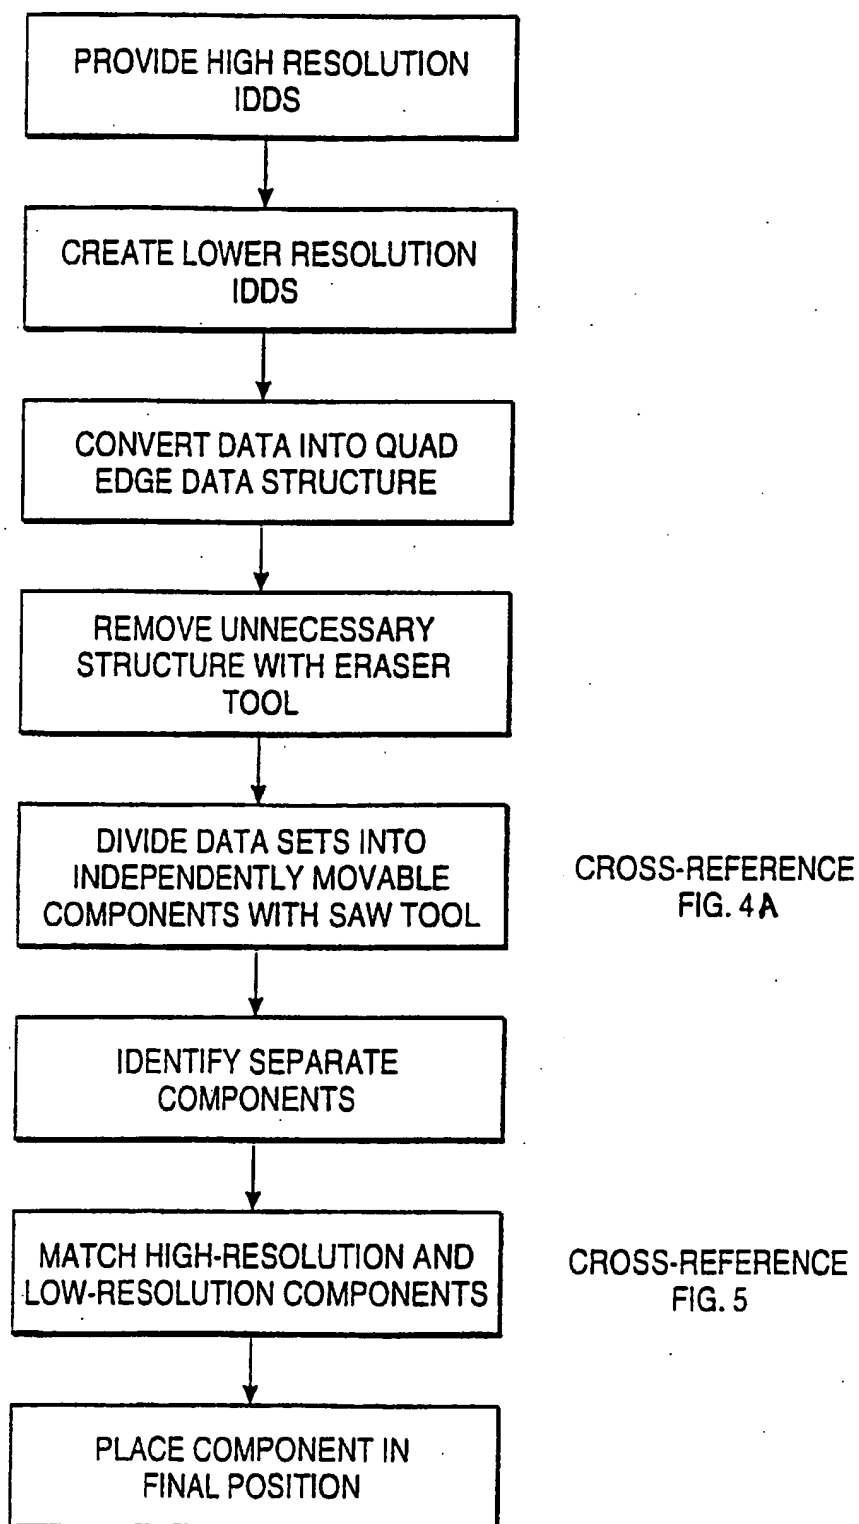 PROVIDE HIGH RESOLUTION
IDDS
CREATE LOWER RESOLUTION
IDDS
CONVERT DATA INTO QUAD
EDGE DATA STRUCTURE
REMOVE UNNECESSARY
STRUCTURE WITH ERASER
TOOL
DIVIDE DATA SETS INTO
INDEPENDENTLY MOVABLE
COMPONENTS WITH SAW TOOL
CROSS-REFERENCE
FIG. 4A
IDENTIFY SEPARATE
COMPONENTS
MATCH HIGH-RESOLUTION AND
LOW-RESOLUTION COMPONENTS
CROSS-REFERENCE
FIG. 5
PLACE COMPONENT IN
FINAL POSITION